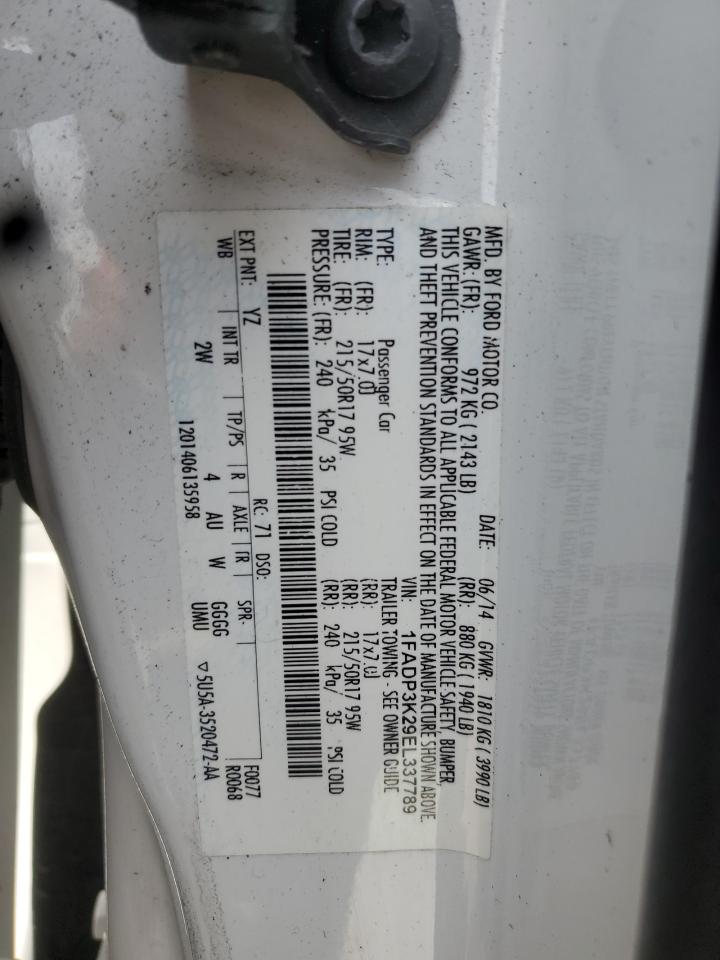 MFD. BY FORD MOTOR CO. DATE: 06/14 GVWR: 1810 KG ( 3990 LB)
GAWR: (FR): 972 KG ( 2143 LB) (RR): 880 KG ( 1940 LB)
THIS VEHICLE CONFORMS TO ALL APPLICABLE FEDERAL MOTOR VEHICLE SAFETY, BUMPER,
AND THEFT PREVENTION STANDARDS IN EFFECT ON THE DATE OF MANUFACTURE SHOWN ABOVE.
VIN: 1FADP3K29EL337789
TYPE: Passenger Car TRAILER TOWING - SEE OWNER GUIDE
RIM: (FR): 17x7.0J (RR): 17x7.0J
TIRE: (FR): 215/50R17 95W (RR): 215/50R17 95W
PRESSURE: (FR): 240 kPa/ 35 PSI COLD (RR): 240 kPa/ 35 PSI COLD
RC: 71 DSO: F0077
EXT PNT: YZ R0068
WB INT TR TP/PS R AXLE TR SPR
2W 4 AU W GGGG
UMU ▽5U5A-3520472-AA
1201406135958